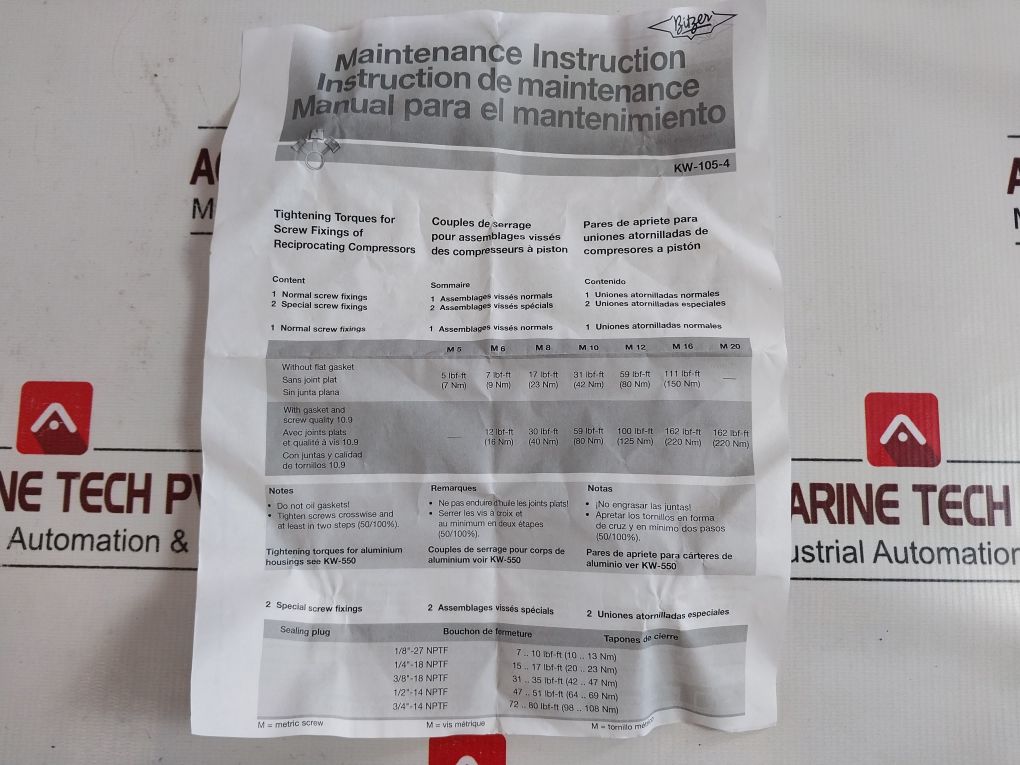 Bitzer
Maintenance Instruction
Instruction de maintenance
Manual para el mantenimiento
KW-105-4
Tightening Torques for
Screw Fixings of
Reciprocating Compressors
Couples de serrage
pour assemblages vissés
des compresseurs à piston
Pares de apriete para
uniones atornilladas de
compresores a pistón
Content
1 Normal screw fixings
2 Special screw fixings
Sommaire
1 Assemblages vissés normals
2 Assemblages vissés spécials
Contenido
1 Uniones atornilladas normales
2 Uniones atornilladas especiales
1 Normal screw fixings
1 Assemblages vissés normals
1 Uniones atornilladas normales
M 5 M 6 M 8 M 10 M 12 M 16 M 20
Without flat gasket
Sans joint plat
Sin junta plana
5 lbf-ft 7 lbf-ft 17 lbf-ft 31 lbf-ft 59 lbf-ft 111 lbf-ft —
(7 Nm) (9 Nm) (23 Nm) (42 Nm) (80 Nm) (150 Nm)
With gasket and
screw quality 10.9
Avec joints plats
et qualité à vis 10.9
Con juntas y calidad
de tornillos 10.9
— 12 lbf-ft 30 lbf-ft 59 lbf-ft 100 lbf-ft 162 lbf-ft 162 lbf-ft
(16 Nm) (40 Nm) (80 Nm) (125 Nm) (220 Nm) (220 Nm)
Notes
• Do not oil gaskets!
• Tighten screws crosswise and
at least in two steps (50/100%).
Tightening torques for aluminium
housings see KW-550
Remarques
• Ne pas enduire d'huile les joints plats!
• Serrer les vis à croix et
au minimum en deux étapes
(50/100%).
Couples de serrage pour corps de
aluminium voir KW-550
Notas
• ¡No engrasar las juntas!
• Apretar los tornillos en forma
de cruz y en mínimo dos pasos
(50/100%).
Pares de apriete para cárteres de
aluminio ver KW-550
2 Special screw fixings
2 Assemblages vissés spécials
2 Uniones atornilladas especiales
Sealing plug Bouchon de fermeture Tapones de cierre
1/8"-27 NPTF 7 .. 10 lbf-ft (10 .. 13 Nm)
1/4"-18 NPTF 15 .. 17 lbf-ft (20 .. 23 Nm)
3/8"-18 NPTF 31 .. 35 lbf-ft (42 .. 47 Nm)
1/2"-14 NPTF 47 .. 51 lbf-ft (64 .. 69 Nm)
3/4"-14 NPTF 72 .. 80 lbf-ft (98 .. 108 Nm)
M = metric screw
M = vis métrique
M = tornillo
NE TECH
Automation &
ARINE TECH
ustrial Automation